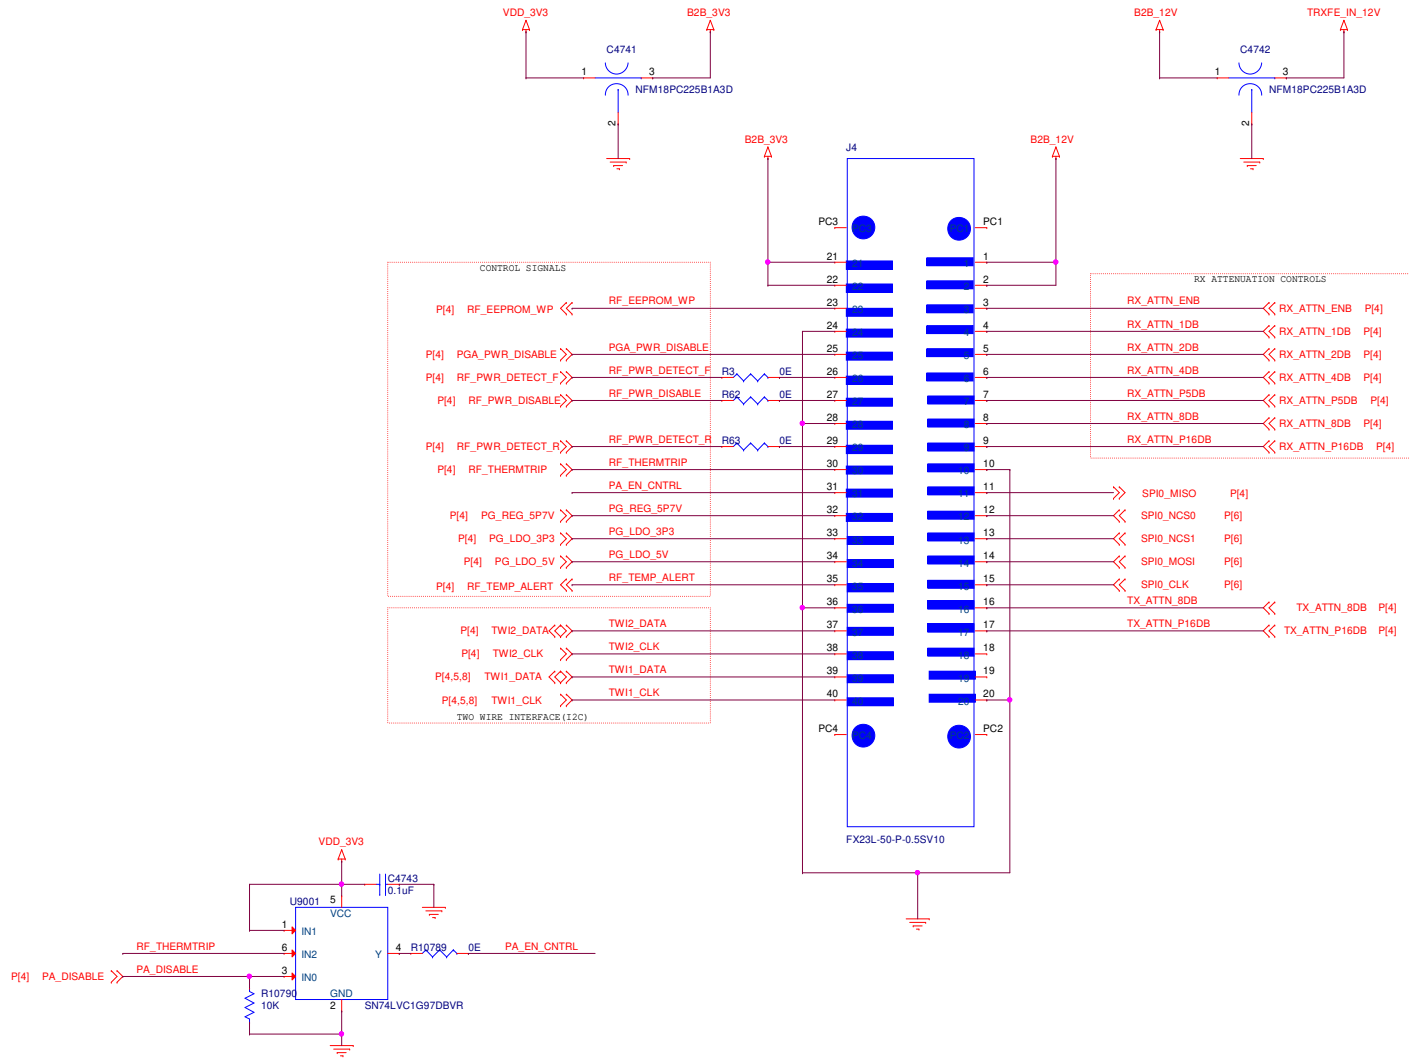 VDD_3V3 B2B_3V3 B2B_12V TRXFE_IN_12V
C4741 C4742
1 3 1 3
NFM18PC225B1A3D NFM18PC225B1A3D
2 2
B2B_3V3 J4 B2B_12V
PC3 PC1
21 1
CONTROL SIGNALS
22 2 RX ATTENUATION CONTROLS
P[4] RF_EEPROM_WP RF_EEPROM_WP 23 3 RX_ATTN_ENB RX_ATTN_ENB P[4]
24 4 RX_ATTN_1DB RX_ATTN_1DB P[4]
P[4] PGA_PWR_DISABLE PGA_PWR_DISABLE 25 5 RX_ATTN_2DB RX_ATTN_2DB P[4]
P[4] RF_PWR_DETECT_F RF_PWR_DETECT_F R3 0E 26 6 RX_ATTN_4DB RX_ATTN_4DB P[4]
P[4] RF_PWR_DISABLE RF_PWR_DISABLE R62 0E 27 7 RX_ATTN_P5DB RX_ATTN_P5DB P[4]
28 8 RX_ATTN_8DB RX_ATTN_8DB P[4]
P[4] RF_PWR_DETECT_R RF_PWR_DETECT_R R63 0E 29 9 RX_ATTN_P16DB RX_ATTN_P16DB P[4]
P[4] RF_THERMTRIP RF_THERMTRIP 30 10
PA_EN_CNTRL 31 11 SPI0_MISO P[4]
P[4] PG_REG_5P7V PG_REG_5P7V 32 12 SPI0_NCS0 P[6]
P[4] PG_LDO_3P3 PG_LDO_3P3 33 13 SPI0_NCS1 P[6]
P[4] PG_LDO_5V PG_LDO_5V 34 14 SPI0_MOSI P[6]
P[4] RF_TEMP_ALERT RF_TEMP_ALERT 35 15 SPI0_CLK P[6]
36 16 TX_ATTN_8DB TX_ATTN_8DB P[4]
P[4] TWI2_DATA TWI2_DATA 37 17 TX_ATTN_P16DB TX_ATTN_P16DB P[4]
P[4] TWI2_CLK TWI2_CLK 38 18
P[4,5,8] TWI1_DATA TWI1_DATA 39 19
P[4,5,8] TWI1_CLK TWI1_CLK 40 20
TWO WIRE INTERFACE(I2C)
PC4 PC2
FX23L-50-P-0.5SV10
VDD_3V3
C4743
0.1uF
U9001 5
VCC
1 IN1
RF_THERMTRIP 6 IN2 Y 4 R10789 0E PA_EN_CNTRL
P[4] PA_DISABLE PA_DISABLE 3 IN0
R10790 GND
10K 2 SN74LVC1G97DBVR